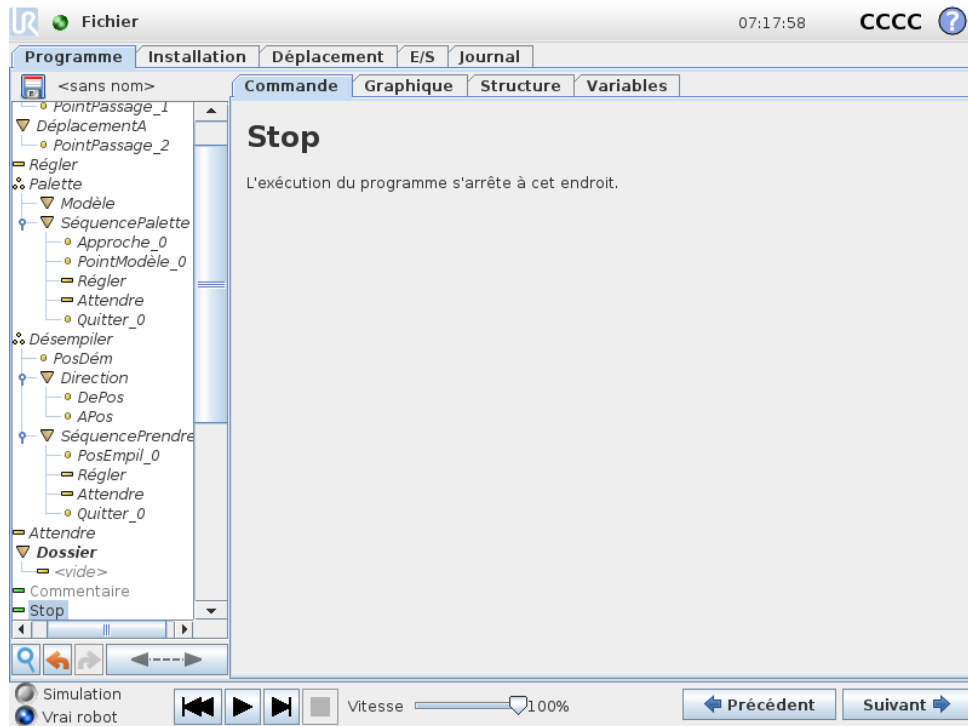 UR Fichier 07:17:58 CCCC ?
Programme Installation Déplacement E/S Journal
<sans nom>
Commande Graphique Structure Variables
PointPassage_1
DéplacementA
PointPassage_2
Régler
Palette
Modèle
SéquencePalette
Approche_0
PointModèle_0
Régler
Attendre
Quitter_0
Désempiler
PosDém
Direction
DePos
APos
SéquencePrendre
PosEmpil_0
Régler
Attendre
Quitter_0
Attendre
Dossier
<vide>
Commentaire
Stop
Stop
L'exécution du programme s'arrête à cet endroit.
Simulation
Vrai robot
Vitesse 100%
Précédent Suivant